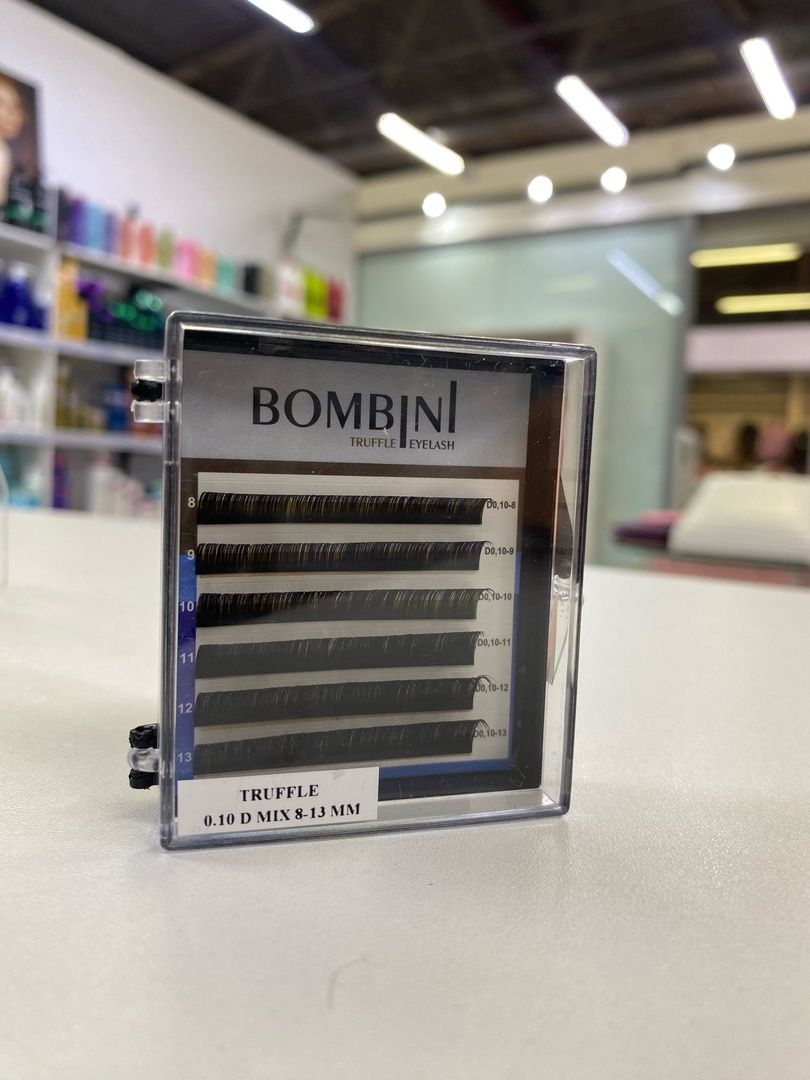 BOMBINI
TRUFFLE EYELASH
8 D0,10-8
9 D0,10-9
10 D0,10-10
11 D0,10-11
12 D0,10-12
13 D0,10-13
TRUFFLE
0.10 D MIX 8-13 MM